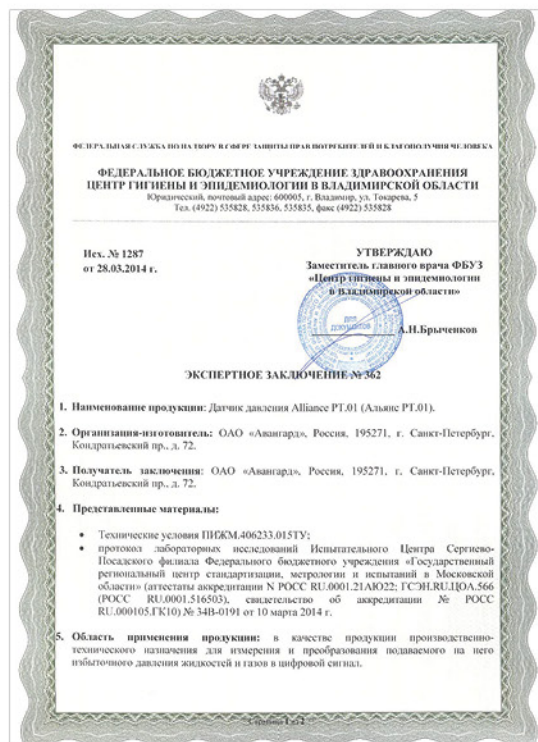 ФЕДЕРАЛЬНАЯ СЛУЖБА ПО НАДЗОРУ В СФЕРЕ ЗАЩИТЫ ПРАВ ПОТРЕБИТЕЛЕЙ И БЛАГОПОЛУЧИЯ ЧЕЛОВЕКА
ФЕДЕРАЛЬНОЕ БЮДЖЕТНОЕ УЧРЕЖДЕНИЕ ЗДРАВООХРАНЕНИЯ
ЦЕНТР ГИГИЕНЫ И ЭПИДЕМИОЛОГИИ В ВЛАДИМИРСКОЙ ОБЛАСТИ
Юридический, почтовый адрес: 600005, г. Владимир, ул. Токарева, 5
Тел. (4922) 535828, 535836, 535835, факс (4922) 535828
Исх. № 1287
от 28.03.2014 г.
УТВЕРЖДАЮ
Заместитель главного врача ФБУЗ
«Центр гигиены и эпидемиологии
в Владимирской области»
ДЛЯ
ДОКУМЕНТОВ
А.Н.Брыченков
ЭКСПЕРТНОЕ ЗАКЛЮЧЕНИЕ № 362
1. Наименование продукции: Датчик давления Alliance PT.01 (Альянс РТ.01).
2. Организация-изготовитель: ОАО «Авангард», Россия, 195271, г. Санкт-Петербург,
Кондратьевский пр., д. 72.
3. Получатель заключения: ОАО «Авангард», Россия, 195271, г. Санкт-Петербург,
Кондратьевский пр., д. 72.
4. Представленные материалы:
• Технические условия ПИЖМ.406233.015ТУ;
• протокол лабораторных исследований Испытательного Центра Сергиево-
Посадского филиала Федерального бюджетного учреждения «Государственный
региональный центр стандартизации, метрологии и испытаний в Московской
области» (аттестаты аккредитации N РОСС RU.0001.21АЮ22; ГСЭН.RU.ЦОА.566
(РОСС RU.0001.516503), свидетельство об аккредитации № РОСС
RU.000105.ГК10) № 34В-0191 от 10 марта 2014 г.
5. Область применения продукции: в качестве продукции производственно-
технического назначения для измерения и преобразования подаваемого на него
избыточного давления жидкостей и газов в цифровой сигнал.
Страница 1 из 2